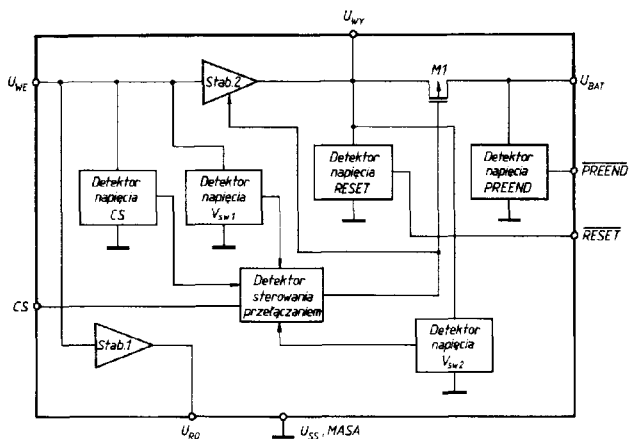 U_WY
U_WE
Stab.2
M1
U_BAT
Detektor
napięcia
CS
Detektor
napięcia
V_sw1
Detektor
napięcia
RESET
Detektor
napięcia
PREEND
PREEND
RESET
CS
Detektor
sterowania
przełączaniem
Stab.1
Detektor
napięcia
V_sw2
U_RO
U_SS, MASA